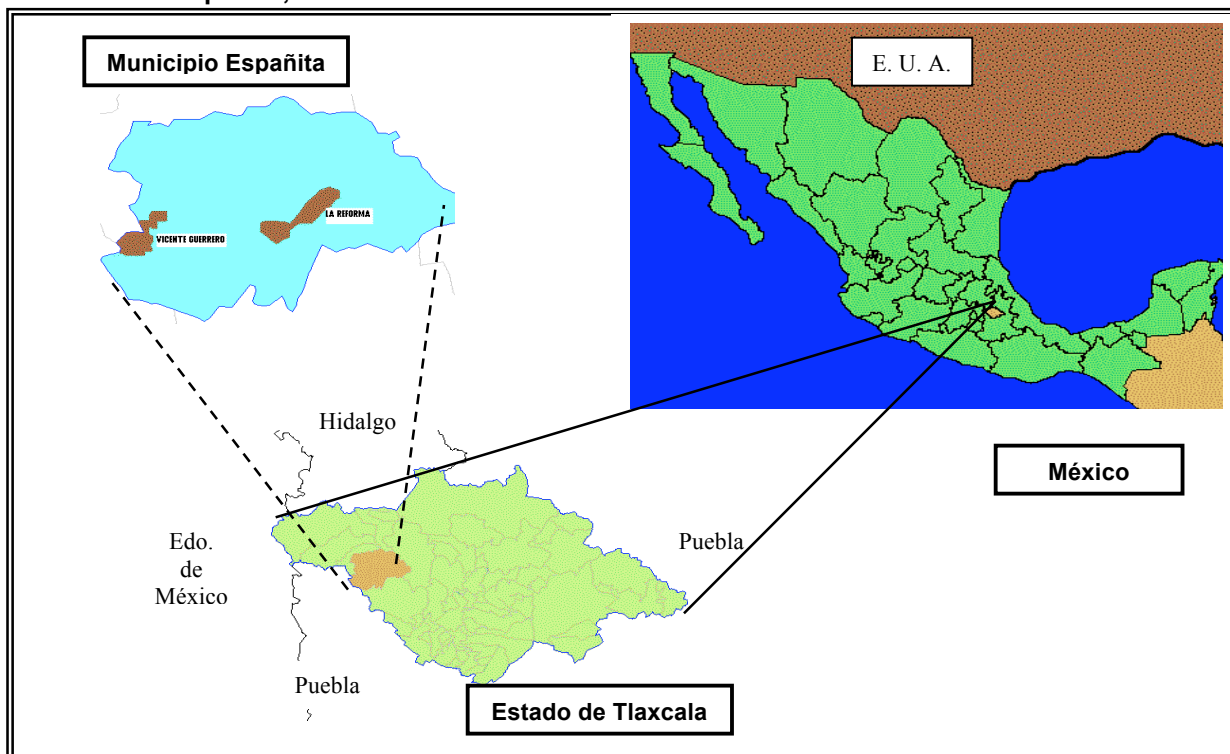 Municipio Españita
E. U. A.
LA REFORMA
VICENTE GUERRERO
Hidalgo
México
Edo.
de
México
Puebla
Puebla
Estado de Tlaxcala